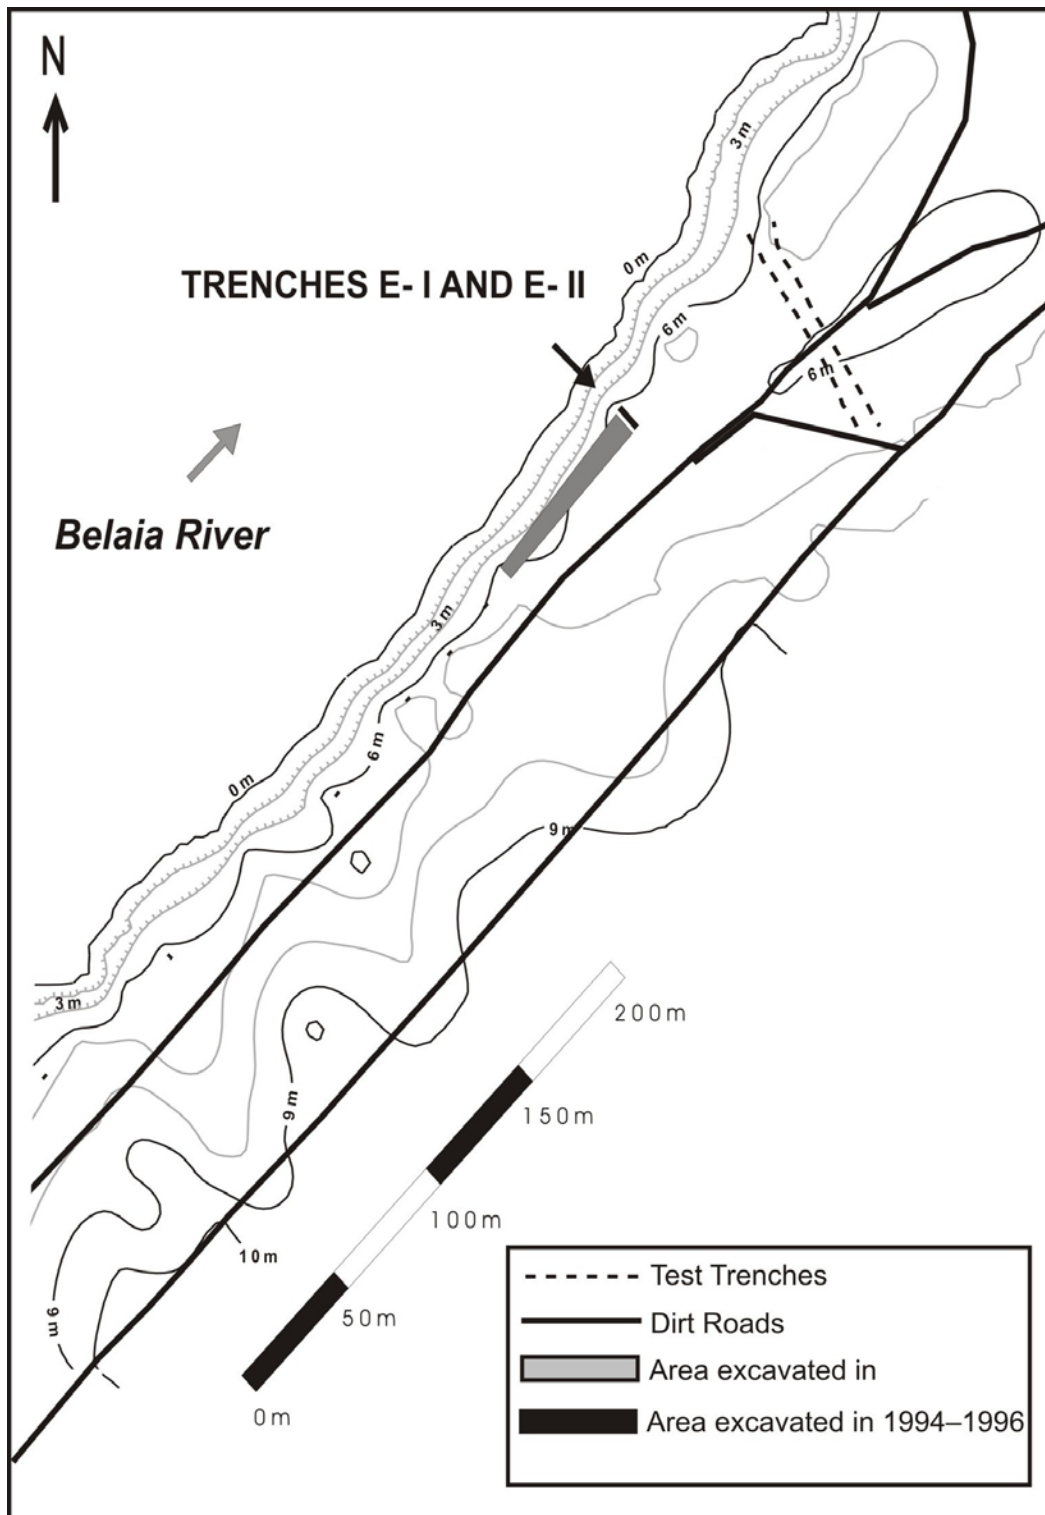 N
3 m
0 m
TRENCHES E- I AND E- II
6 m
6 m
Belaia River
3 m
6 m
0 m
9 m
3 m
200m
150m
9 m
100m
10 m
50m
9 m
0m
Test Trenches
Dirt Roads
Area excavated in
Area excavated in 1994–1996